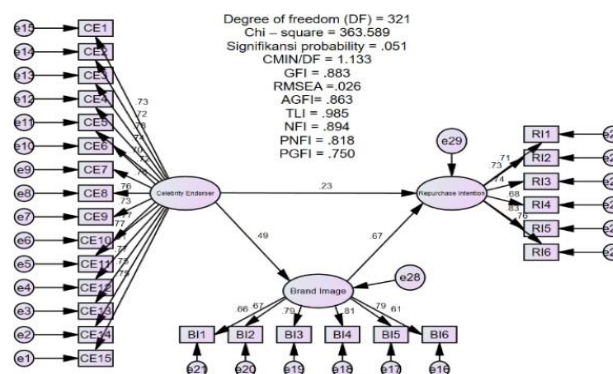 Degree of freedom (DF) = 321
Chi – square = 363.589
Signifikansi probability = .051
CMIN/DF = 1.133
GFI = .883
RMSEA =.026
AGFI= .863
TLI = .985
NFI = .894
PNFI = .818
PGFI = .750
e15 CE1
e14 CE2
e13 CE3
e12 CE4
e11 CE5
e10 CE6
e9 CE7
e8 CE8
e7 CE9
e6 CE10
e5 CE11
e4 CE12
e3 CE13
e2 CE14
e1 CE15
.73
.72
.76
.73
.77
Celebrity Endorser
.23
.49
.67
e29
Repurchase Intention
.71
.73
.74
.68
.83
.76
RI1
RI2
RI3
RI4
RI5
RI6
Brand Image
e28
.66 .67 .79 .81 .79 .61
BI1 BI2 BI3 BI4 BI5 BI6
e21 e20 e19 e18 e17 e16